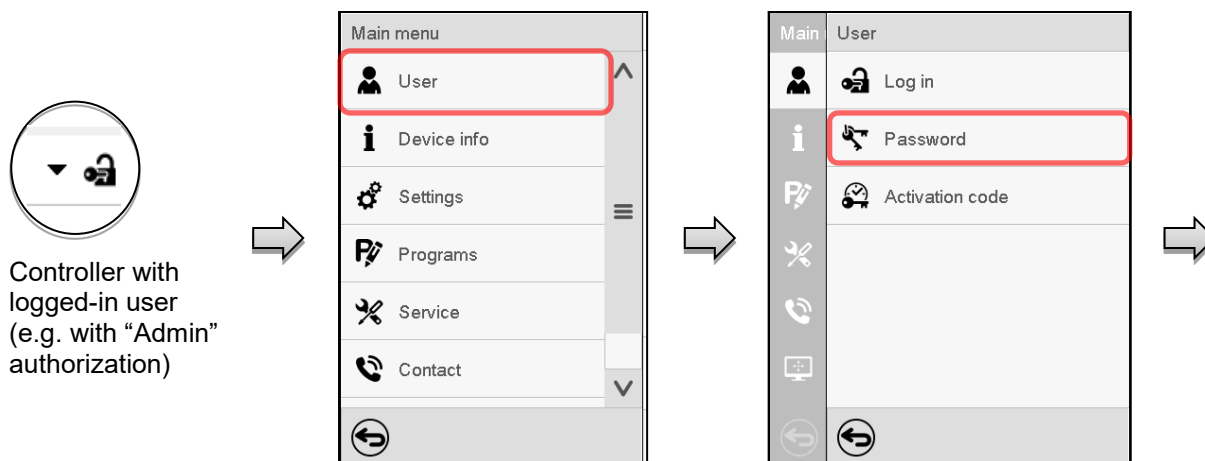 Controller with
logged-in user
(e.g. with “Admin”
authorization)
Main menu
User
Device info
Settings
Programs
Service
Contact
Main
User
Log in
Password
Activation code